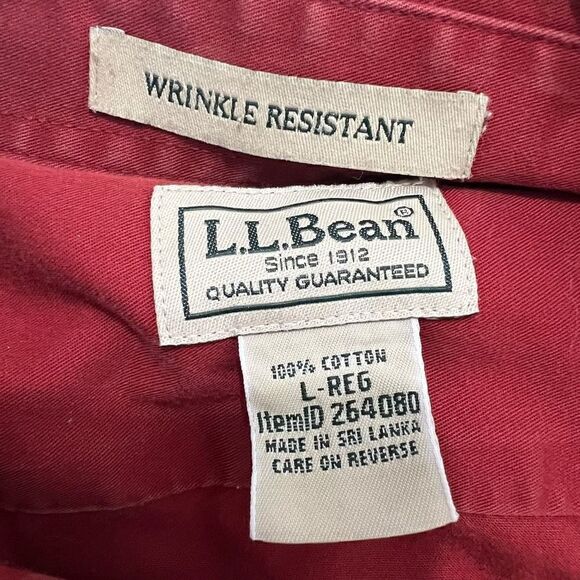 WRINKLE RESISTANT
L.L.Bean®
Since 1912
QUALITY GUARANTEED
100% COTTON
L-REG
ItemID 264080
MADE IN SRI LANKA
CARE ON REVERSE